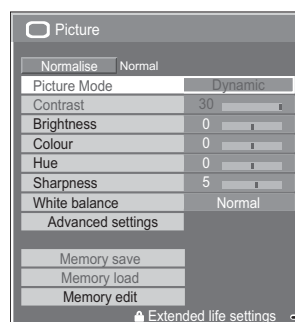 Picture
Normalise Normal
Picture Mode Dynamic
Contrast 30
Brightness 0
Colour 0
Hue 0
Sharpness 5
White balance Normal
Advanced settings
Memory save
Memory load
Memory edit
Extended life settings